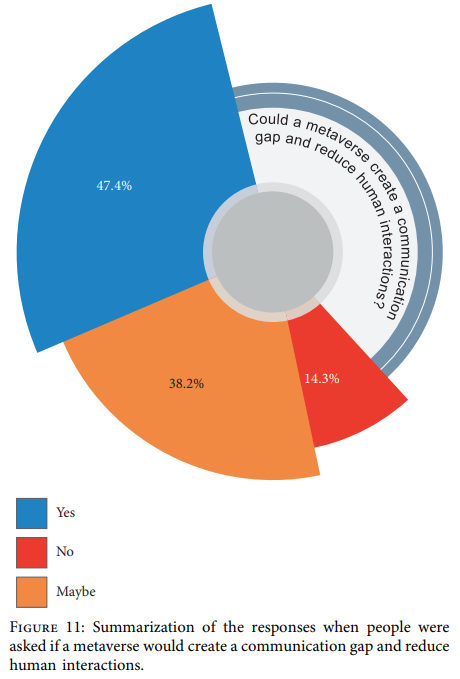 Could a metaverse create a communication
gap and reduce human interactions?
47.4%
38.2%
14.3%
Yes
No
Maybe
FIGURE 11: Summarization of the responses when people were
asked if a metaverse would create a communication gap and reduce
human interactions.